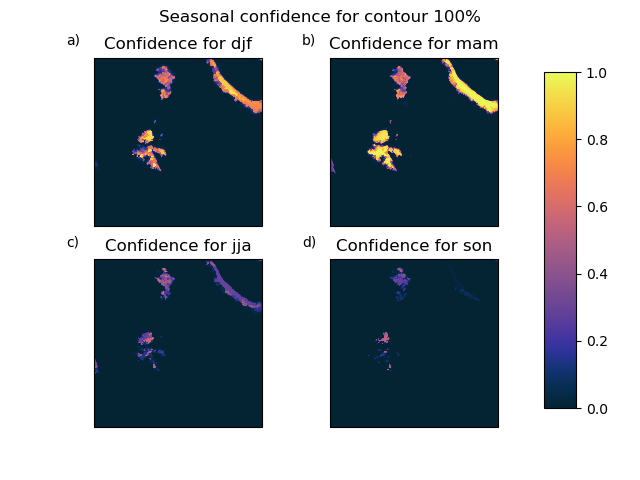 Seasonal confidence for contour 100%
a) Confidence for djf
b) Confidence for mam
c) Confidence for jja
d) Confidence for son
1.0
0.8
0.6
0.4
0.2
0.0